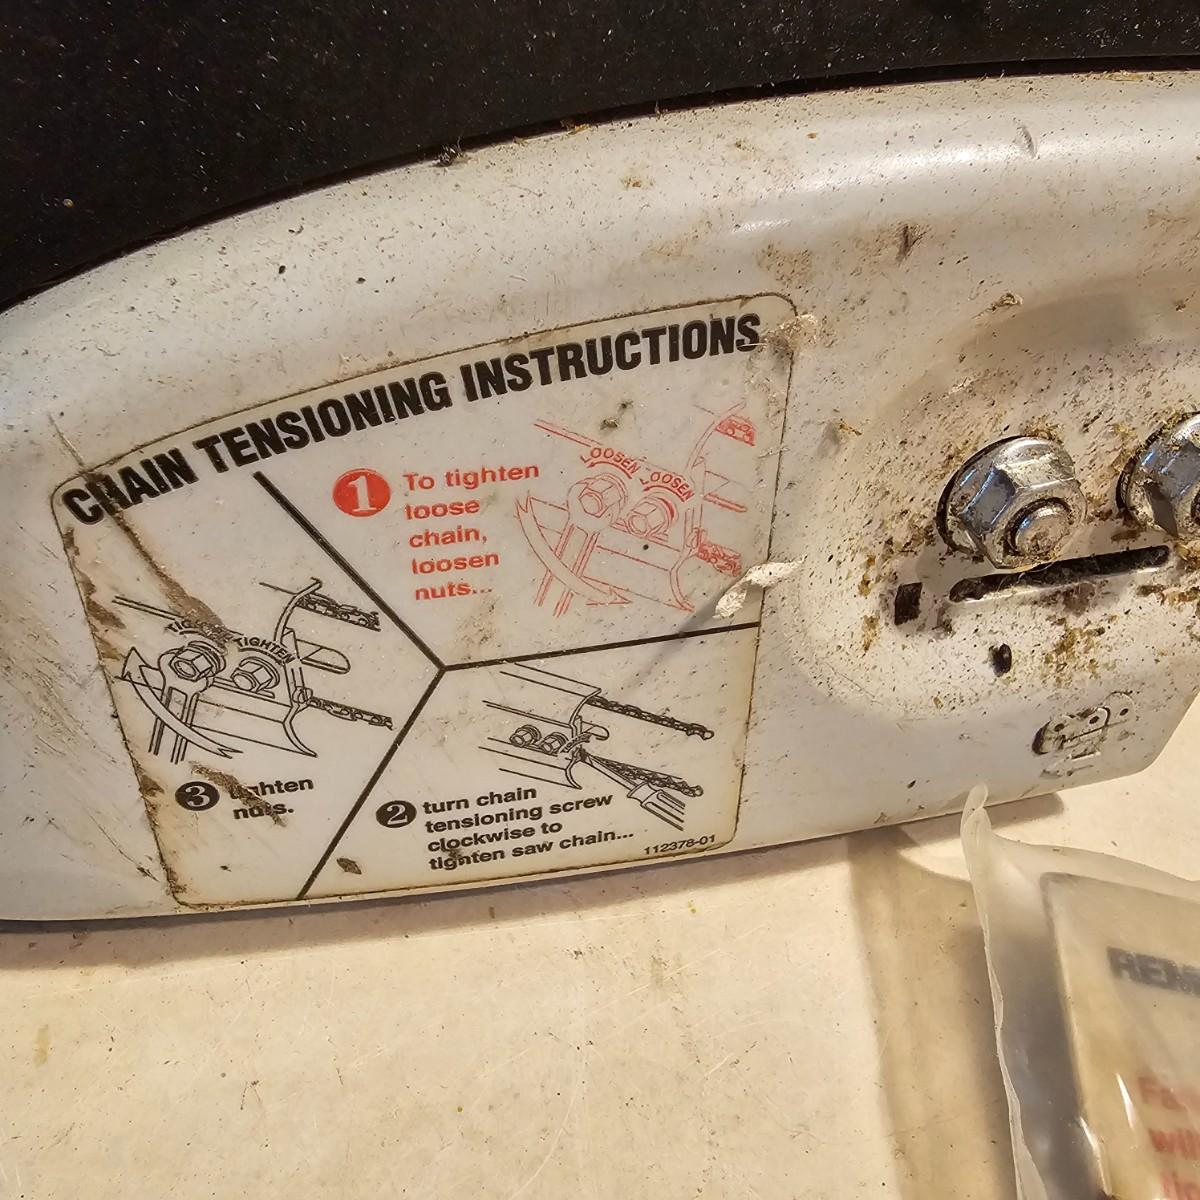 CHAIN TENSIONING INSTRUCTIONS
1 To tighten
loose
chain,
loosen
nuts...
LOOSEN LOOSEN
2 turn chain
tensioning screw
clockwise to
tighten saw chain...
112378-01
TIGHTEN
3 tighten
nuts.